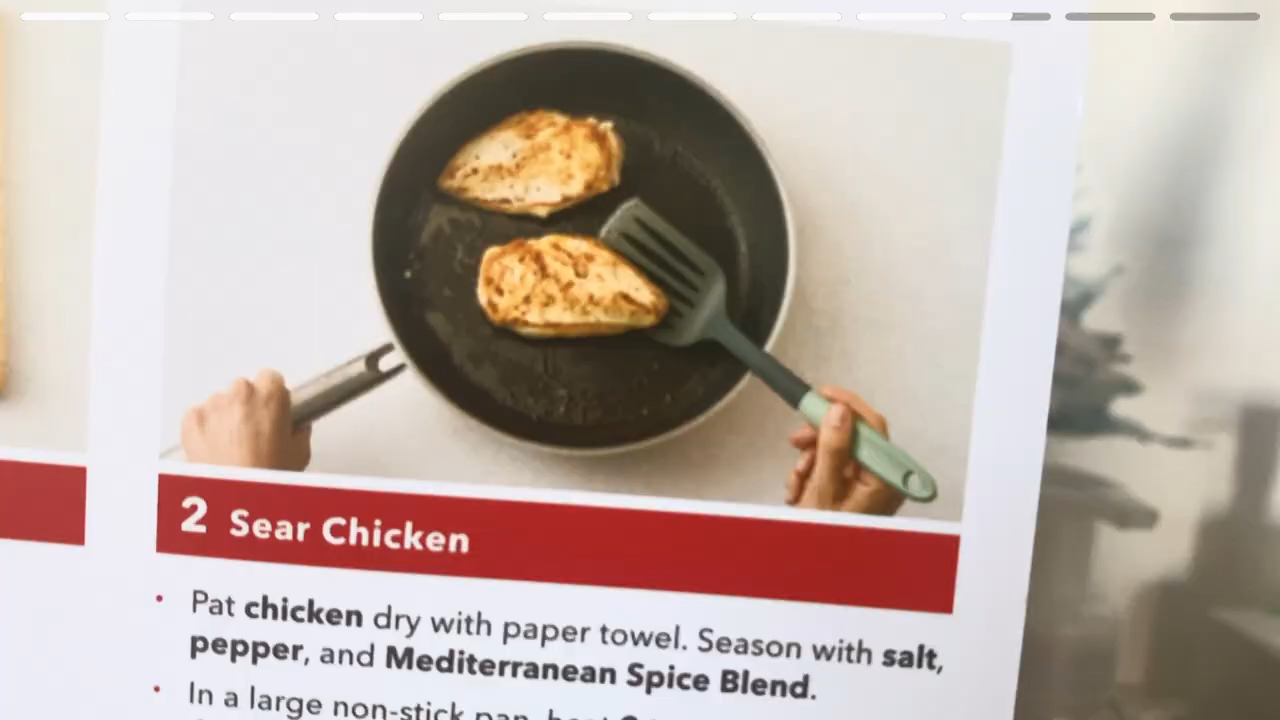 2 Sear Chicken
• Pat chicken dry with paper towel. Season with salt,
pepper, and Mediterranean Spice Blend.
• In a large non-stick pan, heat